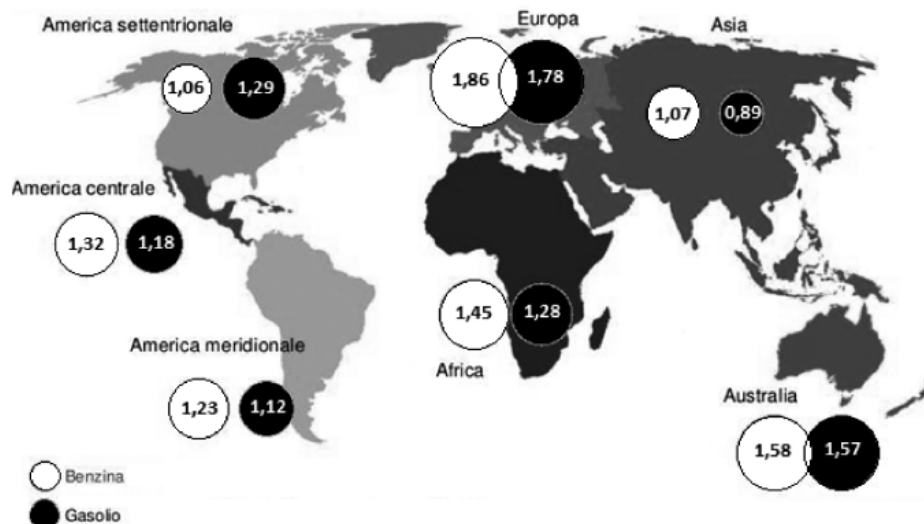 America settentrionale
1,06
1,29
Europa
1,86
1,78
Asia
1,07
0,89
America centrale
1,32
1,18
Africa
1,45
1,28
America meridionale
1,23
1,12
Australia
1,58
1,57
Benzina
Gasolio